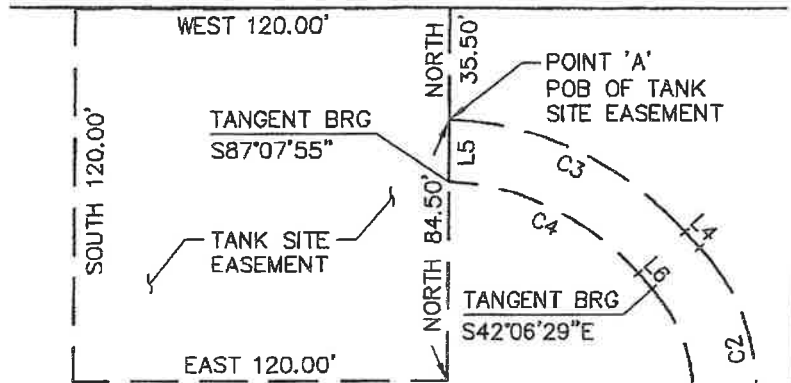 WEST 120.00'
NORTH 35.50'
POINT 'A'
POB OF TANK
SITE EASEMENT
TANGENT BRG
S87°07'55"
L5
C3
SOUTH 120.00'
C4
L4
TANK SITE
EASEMENT
NORTH 84.50'
L6
TANGENT BRG
S42°06'29"E
C2
EAST 120.00'